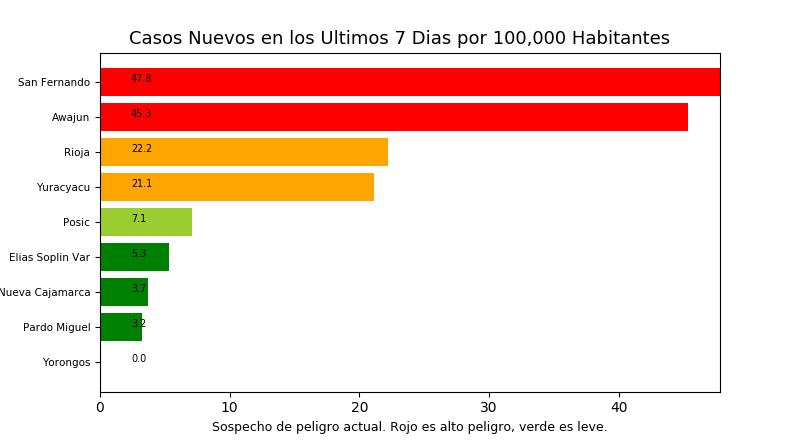 Casos Nuevos en los Ultimos 7 Dias por 100,000 Habitantes
San Fernando 47.8
Awajun 45.3
Rioja 22.2
Yuracyacu 21.1
Posic 7.1
Elias Soplin Var 5.3
Nueva Cajamarca 3.7
Pardo Miguel 3.2
Yorongos 0.0
0 10 20 30 40
Sospecho de peligro actual. Rojo es alto peligro, verde es leve.